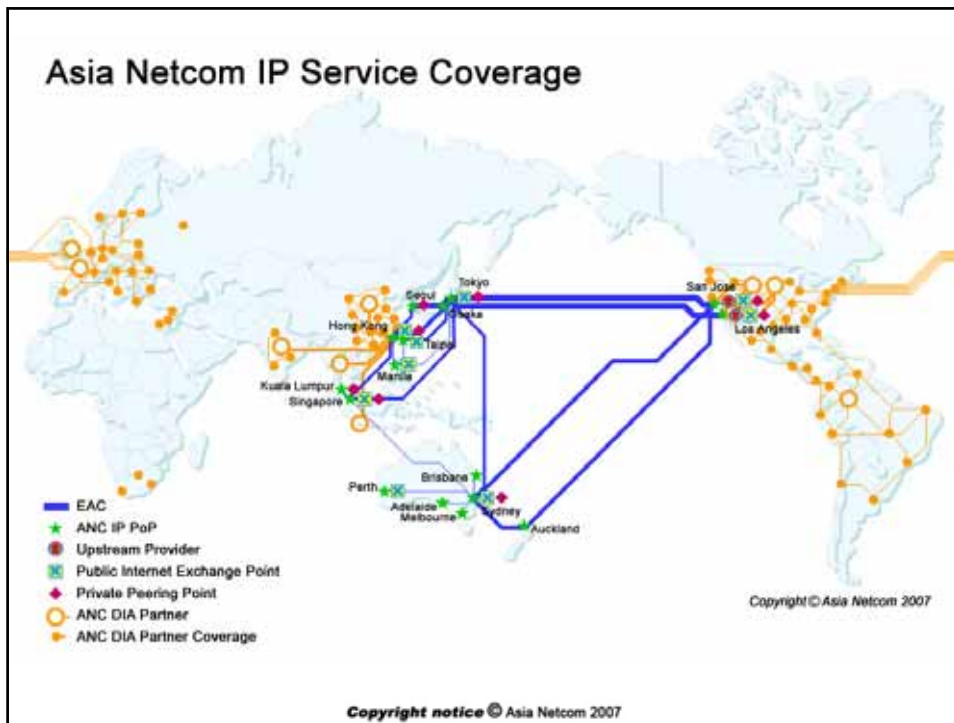 Asia Netcom IP Service Coverage
Tokyo
San José
Seoul
Osaka
Hong Kong
Los Angeles
Taipei
Manila
Kuala Lumpur
Singapore
Brisbane
Perth
Adelaide
Sydney
Melbourne
Auckland
EAC
ANC IP PoP
Upstream Provider
Public Internet Exchange Point
Private Peering Point
ANC DIA Partner
ANC DIA Partner Coverage
Copyright © Asia Netcom 2007
Copyright notice © Asia Netcom 2007